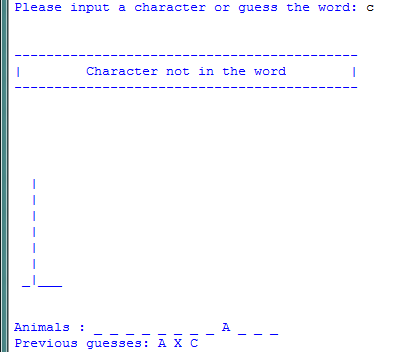 Please input a character or guess the word: c
Character not in the word
Animals : _ _ _ _ _ _ _ _ A _ _ _
Previous guesses: A X C